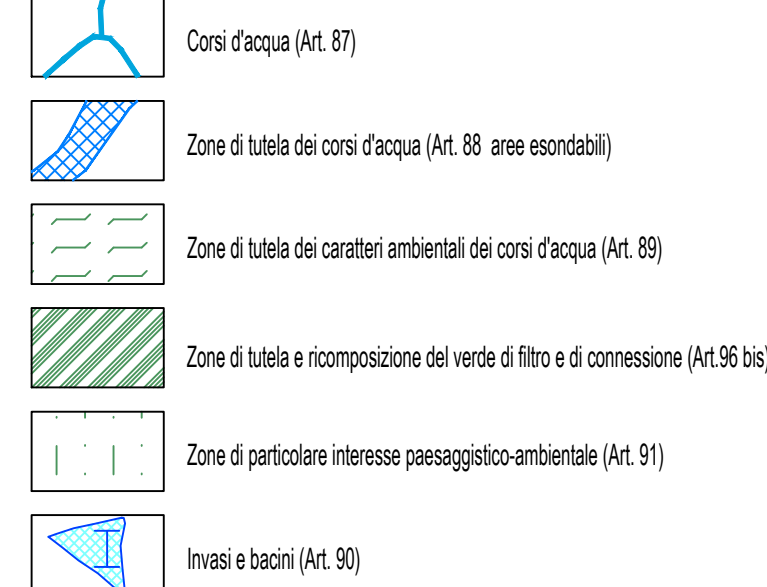 Corsi d'acqua (Art. 87)
Zone di tutela dei corsi d'acqua (Art. 88 aree esondabili)
Zone di tutela dei caratteri ambientali dei corsi d'acqua (Art. 89)
Zone di tutela e ricomposizione del verde di filtro e di connessione (Art.96 bis)
Zone di particolare interesse paesaggistico-ambientale (Art. 91)
I
Invasi e bacini (Art. 90)